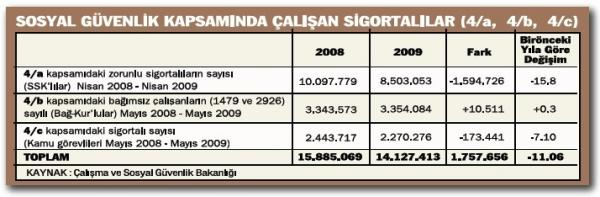 SOSYAL GÜVENLİK KAPSAMINDA ÇALIŞAN SİGORTALILAR (4/a, 4/b, 4/c)
2008 2009 Fark Birönceki Yıla Göre Değişim
4/a kapsamıdaki zorunlu sigortalıların sayısı
(SSK'lılar) Nisan 2008 - Nisan 2009 10.097.779 8,503,053 -1,594,726 -15,8
4/b kapsamıdaki bağımsız çalışanların (1479 ve 2926)
sayılı (Bağ-Kur'lular) Mayıs 2008 - Mayıs 2009 3,343,573 3.354.084 +10.511 +0.3
4/c kapsamıdaki sigortalı sayısı
(Kamu görevlileri Mayıs 2008 - Mayıs 2009) 2.443.717 2.270.276 -173.441 -7.10
TOPLAM 15.885.069 14.127.413 1.757.656 -11.06
KAYNAK : Çalışma ve Sosyal Güvenlik Bakanlığı